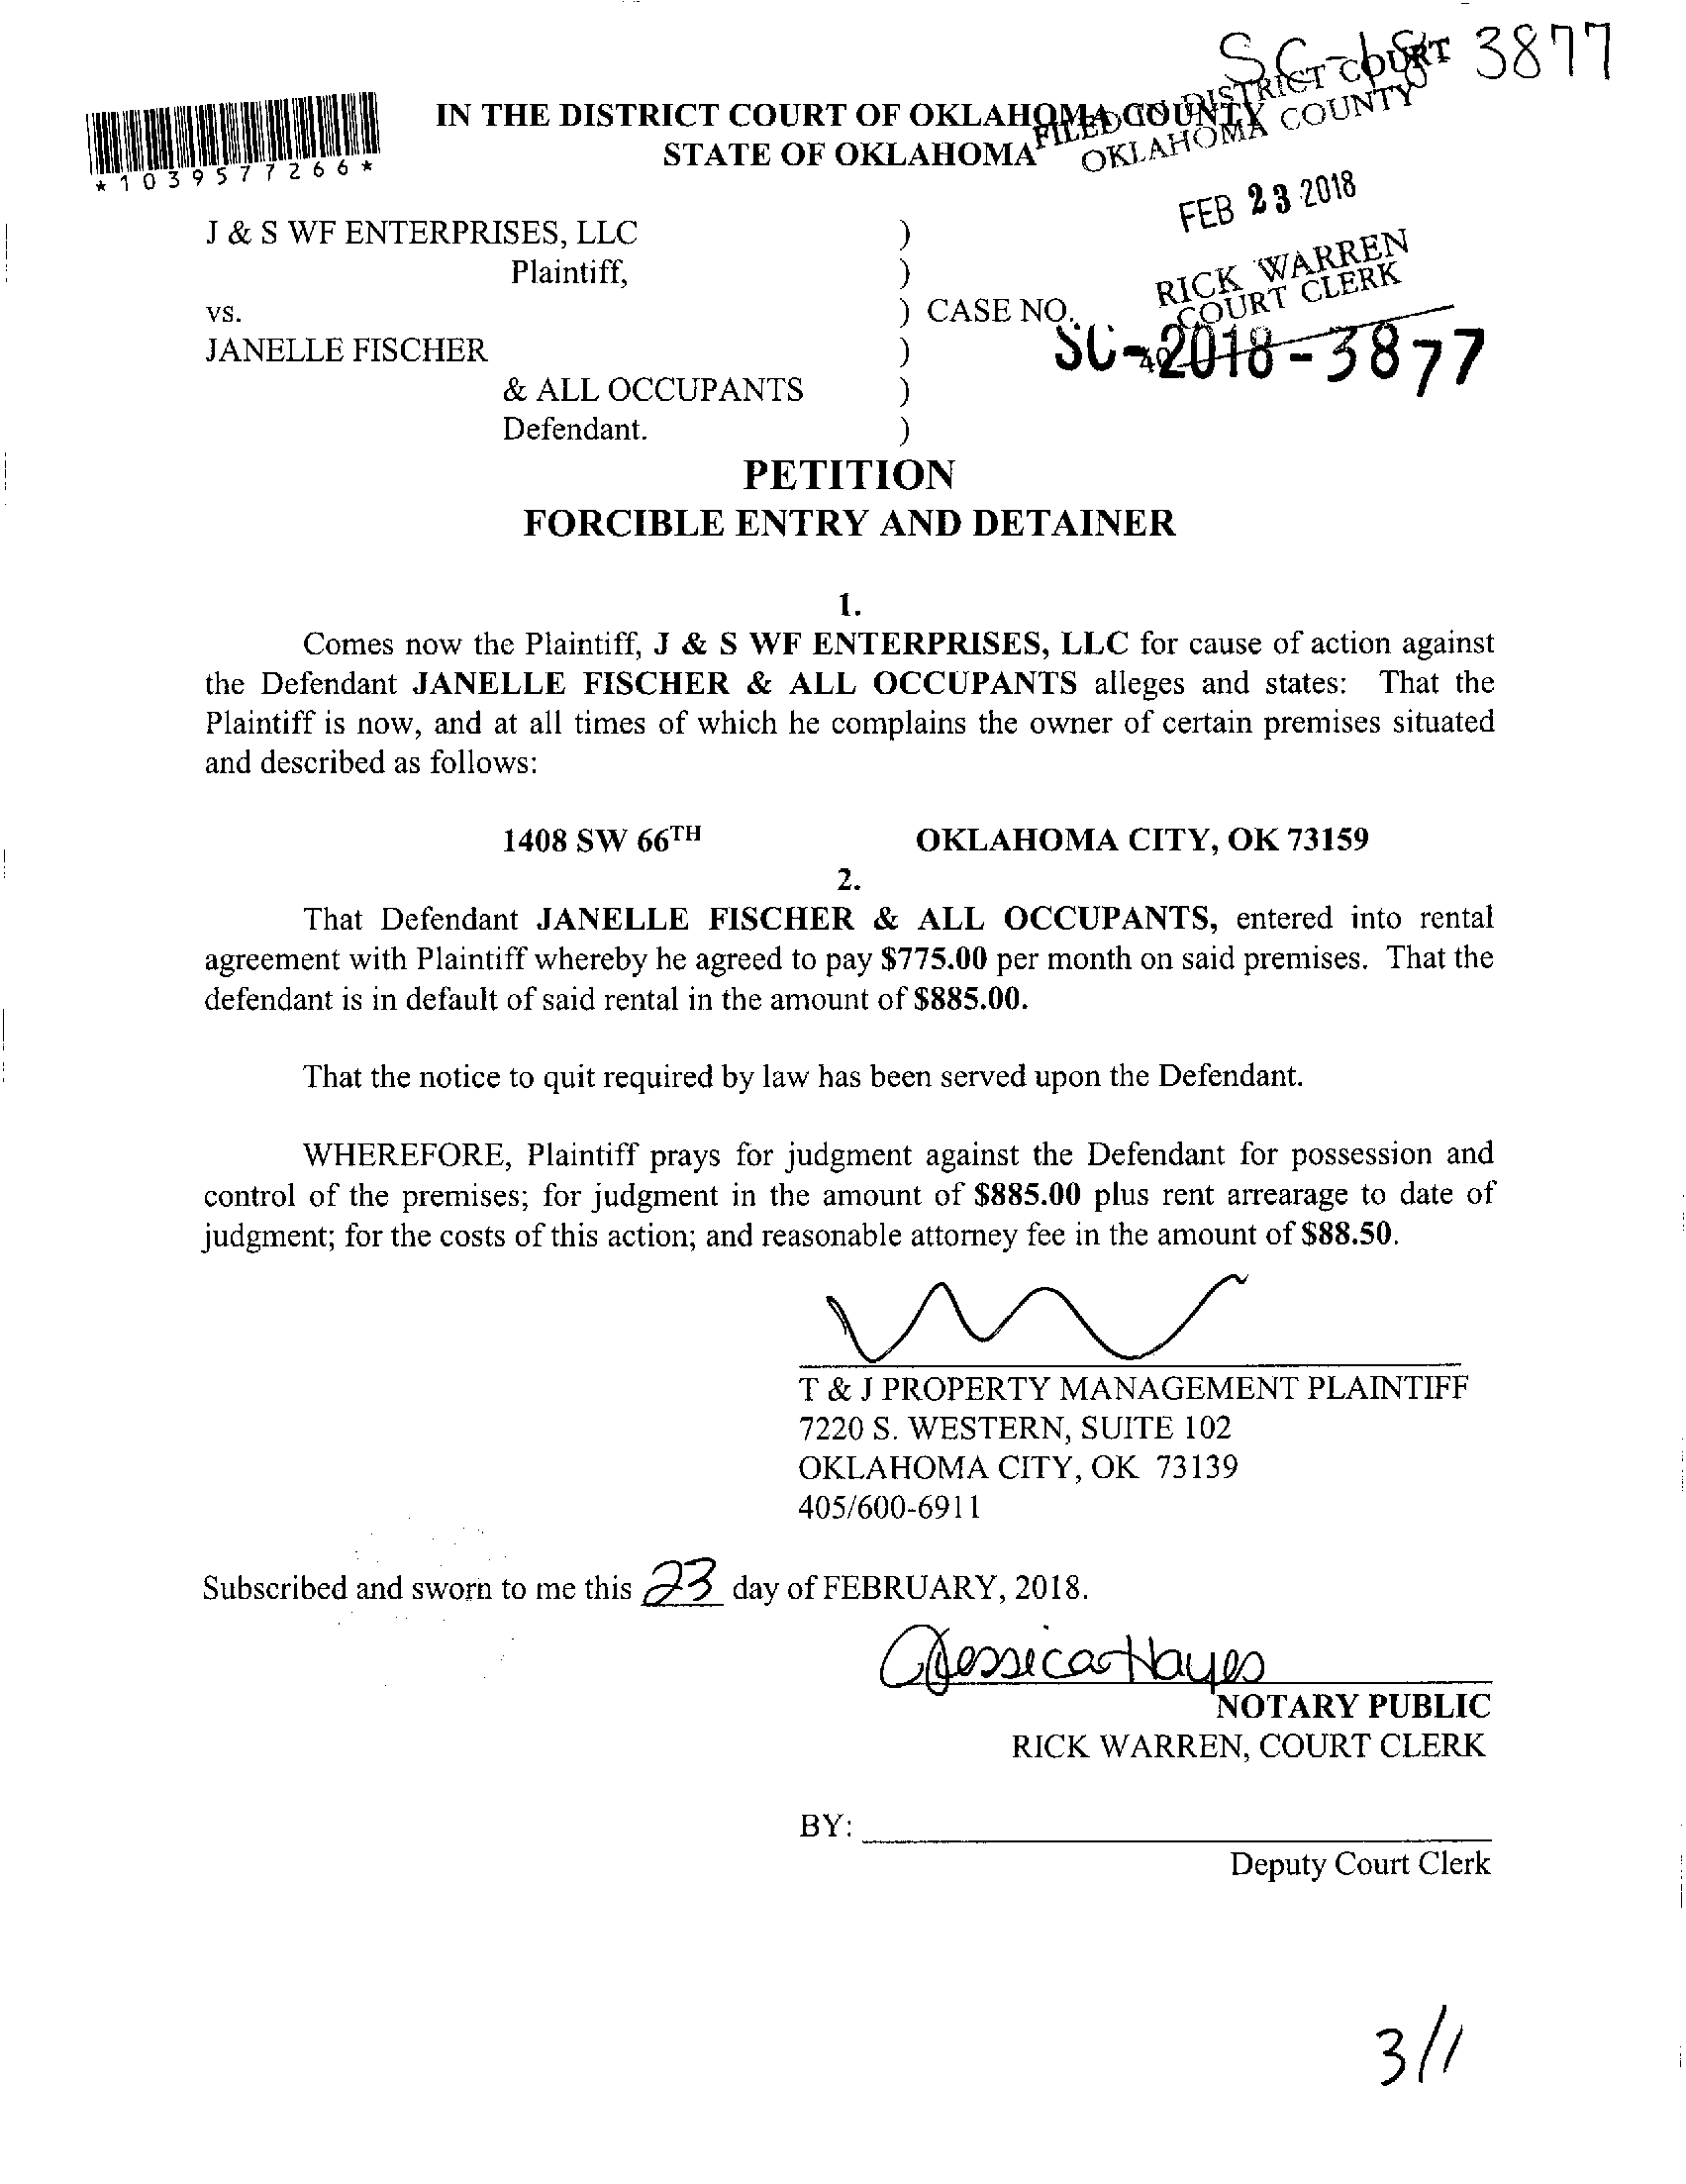 SC-18 3877
*1039577266*
IN THE DISTRICT COURT OF OKLAHOMA COUNTY
STATE OF OKLAHOMA
FILED IN DISTRICT COURT
OKLAHOMA COUNTY
FEB 23 2018
RICK WARREN
COURT CLERK
J & S WF ENTERPRISES, LLC )
Plaintiff, )
vs. ) CASE NO.
SC-2018-3877
JANELLE FISCHER )
& ALL OCCUPANTS )
Defendant. )
PETITION
FORCIBLE ENTRY AND DETAINER
1.
Comes now the Plaintiff, J & S WF ENTERPRISES, LLC for cause of action against
the Defendant JANELLE FISCHER & ALL OCCUPANTS alleges and states: That the
Plaintiff is now, and at all times of which he complains the owner of certain premises situated
and described as follows:
1408 SW 66TH OKLAHOMA CITY, OK 73159
2.
That Defendant JANELLE FISCHER & ALL OCCUPANTS, entered into rental
agreement with Plaintiff whereby he agreed to pay $775.00 per month on said premises. That the
defendant is in default of said rental in the amount of $885.00.
That the notice to quit required by law has been served upon the Defendant.
WHEREFORE, Plaintiff prays for judgment against the Defendant for possession and
control of the premises; for judgment in the amount of $885.00 plus rent arrearage to date of
judgment; for the costs of this action; and reasonable attorney fee in the amount of $88.50.
T & J PROPERTY MANAGEMENT PLAINTIFF
7220 S. WESTERN, SUITE 102
OKLAHOMA CITY, OK 73139
405/600-6911
Subscribed and sworn to me this 23 day of FEBRUARY, 2018.
Jessica Hayes
NOTARY PUBLIC
RICK WARREN, COURT CLERK
BY:
Deputy Court Clerk
3/1